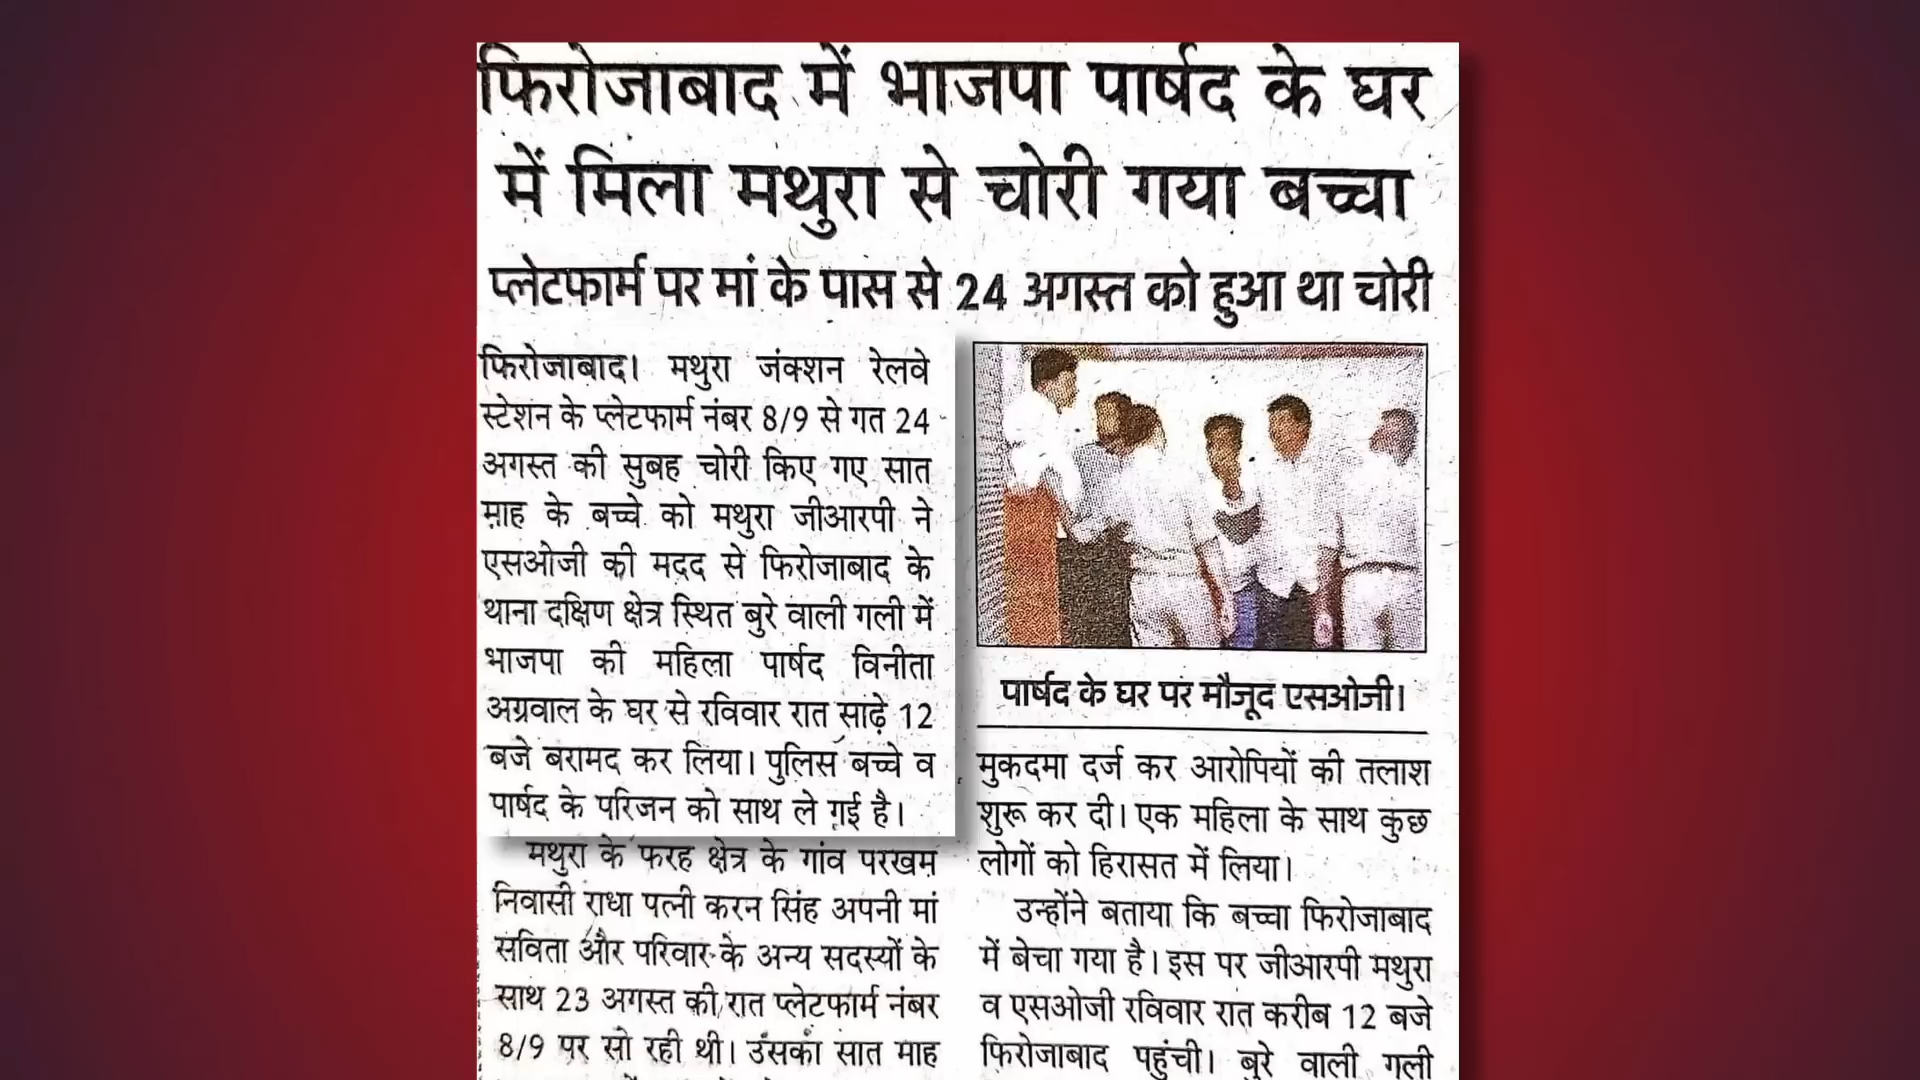 फिरोजाबाद में भाजपा पार्षद के घर
में मिला मथुरा से चोरी गया बच्चा
प्लेटफार्म पर मां के पास से 24 अगस्त को हुआ था चोरी
फिरोजाबाद। मथुरा जंक्शन रेलवे
स्टेशन के प्लेटफार्म नंबर 8/9 से गत 24
अगस्त की सुबह चोरी किए गए सात
माह के बच्चे को मथुरा जीआरपी ने
एसओजी की मदद से फिरोजाबाद के
थाना दक्षिण क्षेत्र स्थित बुरे वाली गली में
भाजपा की महिला पार्षद विनीता
अग्रवाल के घर से रविवार रात साढ़े 12
बजे बरामद कर लिया। पुलिस बच्चे व
पार्षद के परिजन को साथ ले गई है।
मथुरा के फरह क्षेत्र के गांव परखम
निवासी राधा पत्नी करन सिंह अपनी मां
सविता और परिवार के अन्य सदस्यों के
साथ 23 अगस्त की रात प्लेटफार्म नंबर
8/9 पर सो रही थी। उसका सात माह
पार्षद के घर पर मौजूद एसओजी।
मुकदमा दर्ज कर आरोपियों की तलाश
शुरू कर दी। एक महिला के साथ कुछ
लोगों को हिरासत में लिया।
उन्होंने बताया कि बच्चा फिरोजाबाद
में बेचा गया है। इस पर जीआरपी मथुरा
व एसओजी रविवार रात करीब 12 बजे
फिरोजाबाद पहुंची। बुरे वाली गली